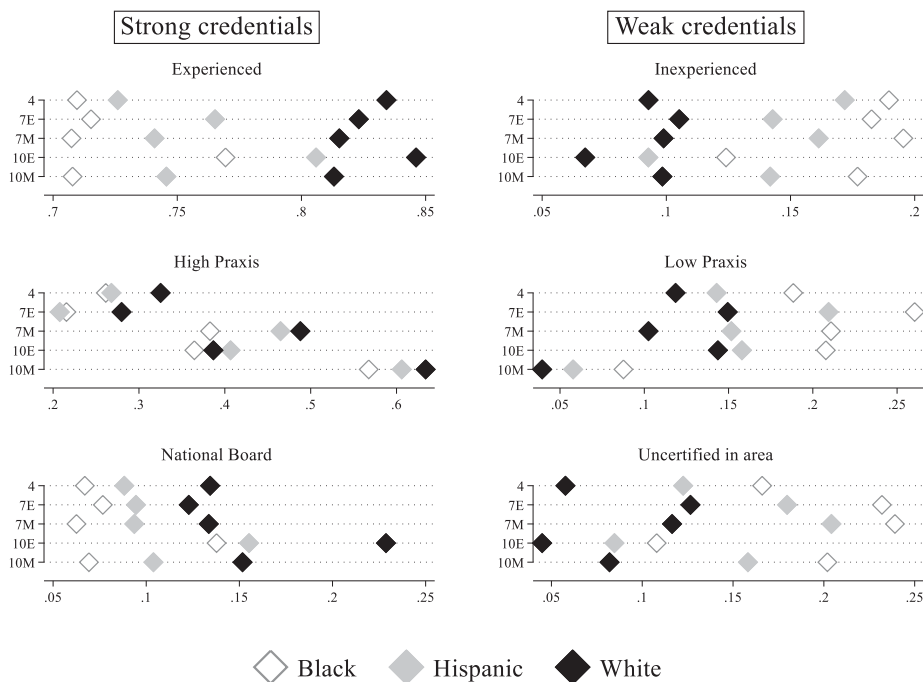 Strong credentials
Weak credentials
Experienced
4
7E
7M
10E
10M
.7 .75 .8 .85
Inexperienced
4
7E
7M
10E
10M
.05 .1 .15 .2
High Praxis
4
7E
7M
10E
10M
.2 .3 .4 .5 .6
Low Praxis
4
7E
7M
10E
10M
.05 .1 .15 .2 .25
National Board
4
7E
7M
10E
10M
.05 .1 .15 .2 .25
Uncertified in area
4
7E
7M
10E
10M
.05 .1 .15 .2 .25
Black Hispanic White